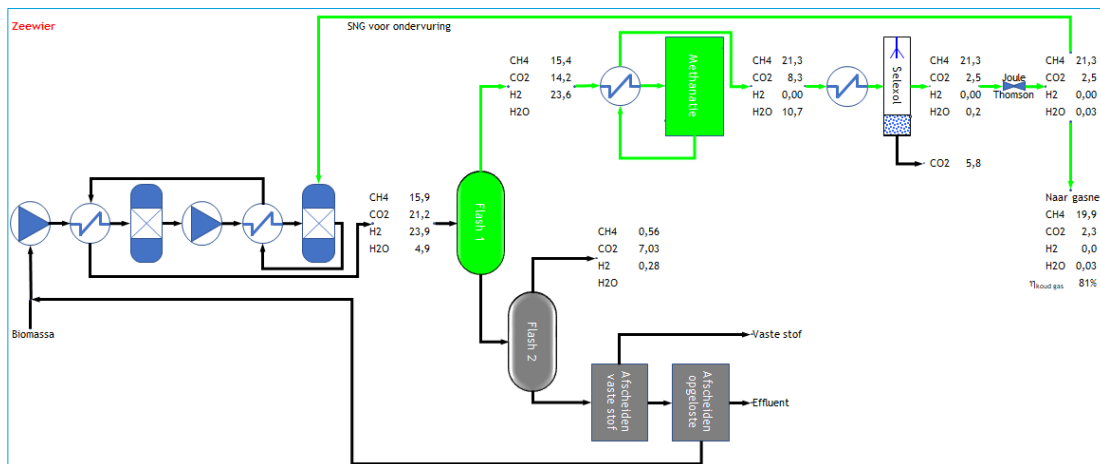 Zeewier
SNG voor ondervuring
CH4 15,4
CO2 14,2
H2 23,6
H2O
Methanatie
CH4 21,3
CO2 8,3
H2 0,00
H2O 10,7
Selexol
CH4 21,3
CO2 2,5
H2 0,00
H2O 0,2
Joule
Thomson
CH4 21,3
CO2 2,5
H2 0,00
H2O 0,03
CO2 5,8
CH4 15,9
CO2 21,2
H2 23,9
H2O 4,9
Flash 1
Naar gasne
CH4 19,9
CO2 2,3
H2 0,0
H2O 0,03
ηkoud gas 81%
CH4 0,56
CO2 7,03
H2 0,28
H2O
Flash 2
Biomassa
Vaste stof
Afscheiden
vaste stof
Afscheiden
opgeloste
Effluent